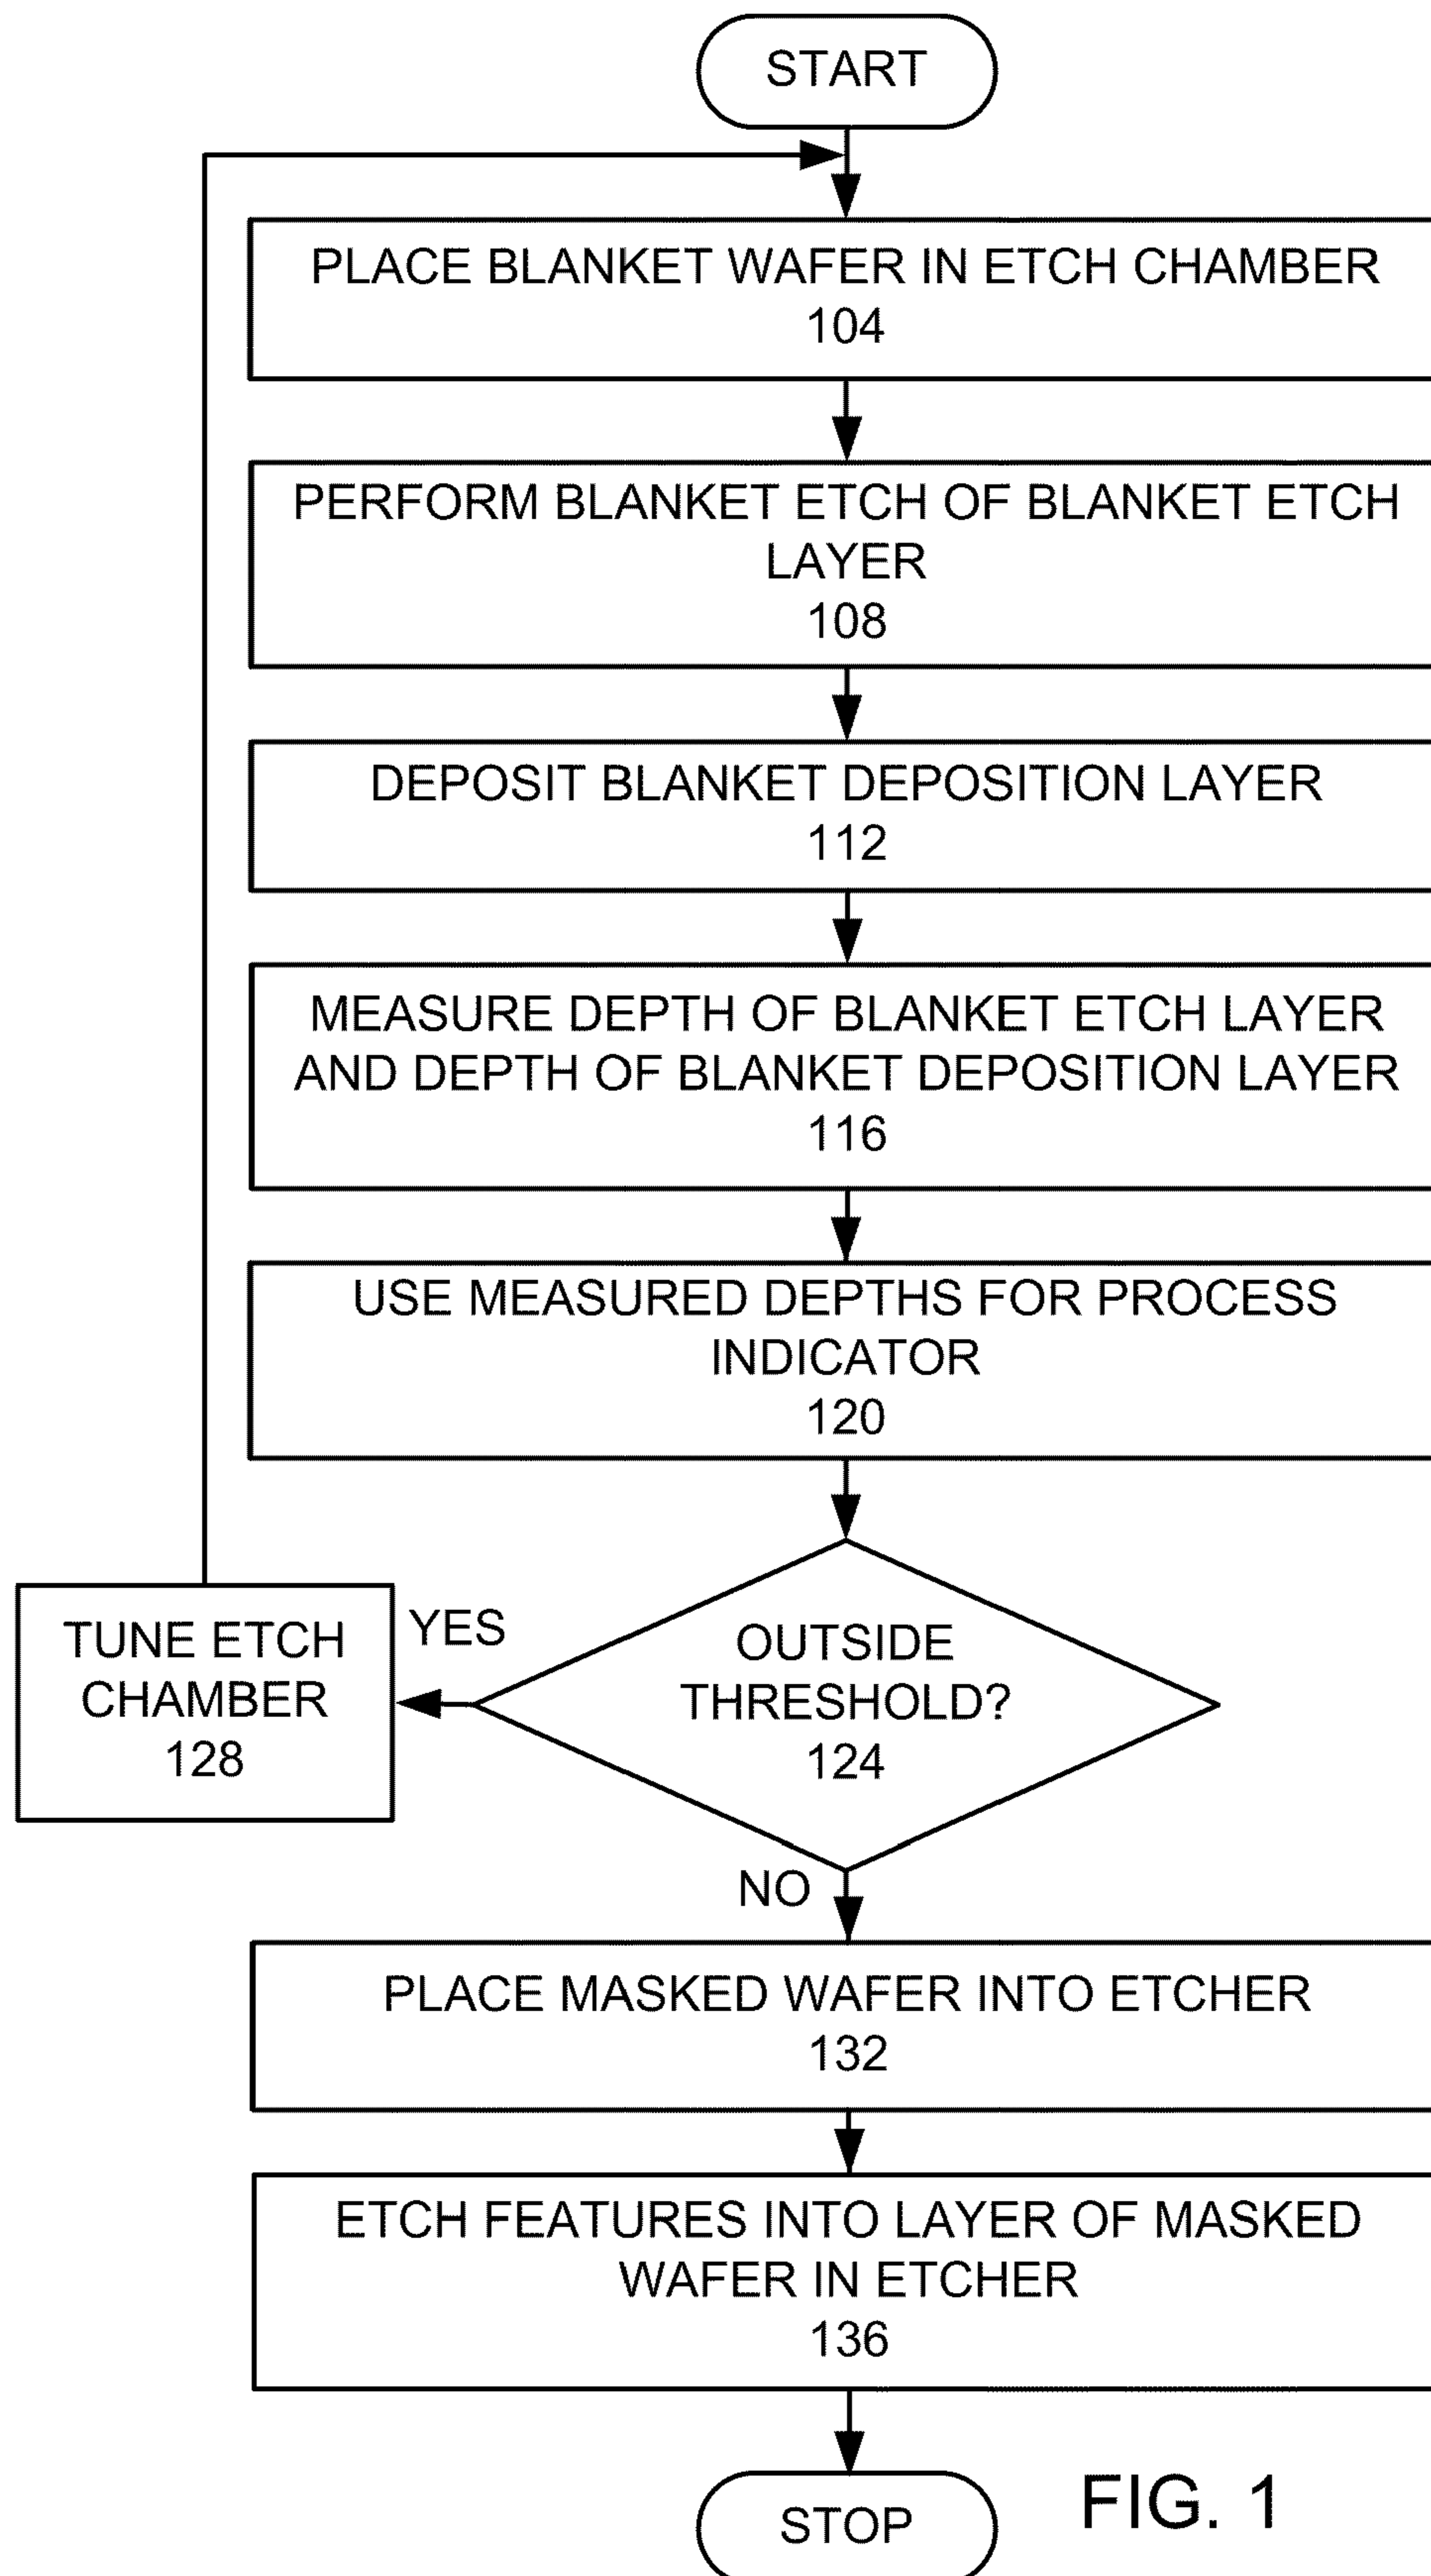 START
PLACE BLANKET WAFER IN ETCH CHAMBER
104
PERFORM BLANKET ETCH OF BLANKET ETCH
LAYER
108
DEPOSIT BLANKET DEPOSITION LAYER
112
MEASURE DEPTH OF BLANKET ETCH LAYER
AND DEPTH OF BLANKET DEPOSITION LAYER
116
USE MEASURED DEPTHS FOR PROCESS
INDICATOR
120
OUTSIDE
THRESHOLD?
124
YES
TUNE ETCH
CHAMBER
128
NO
PLACE MASKED WAFER INTO ETCHER
132
ETCH FEATURES INTO LAYER OF MASKED
WAFER IN ETCHER
136
STOP
FIG. 1